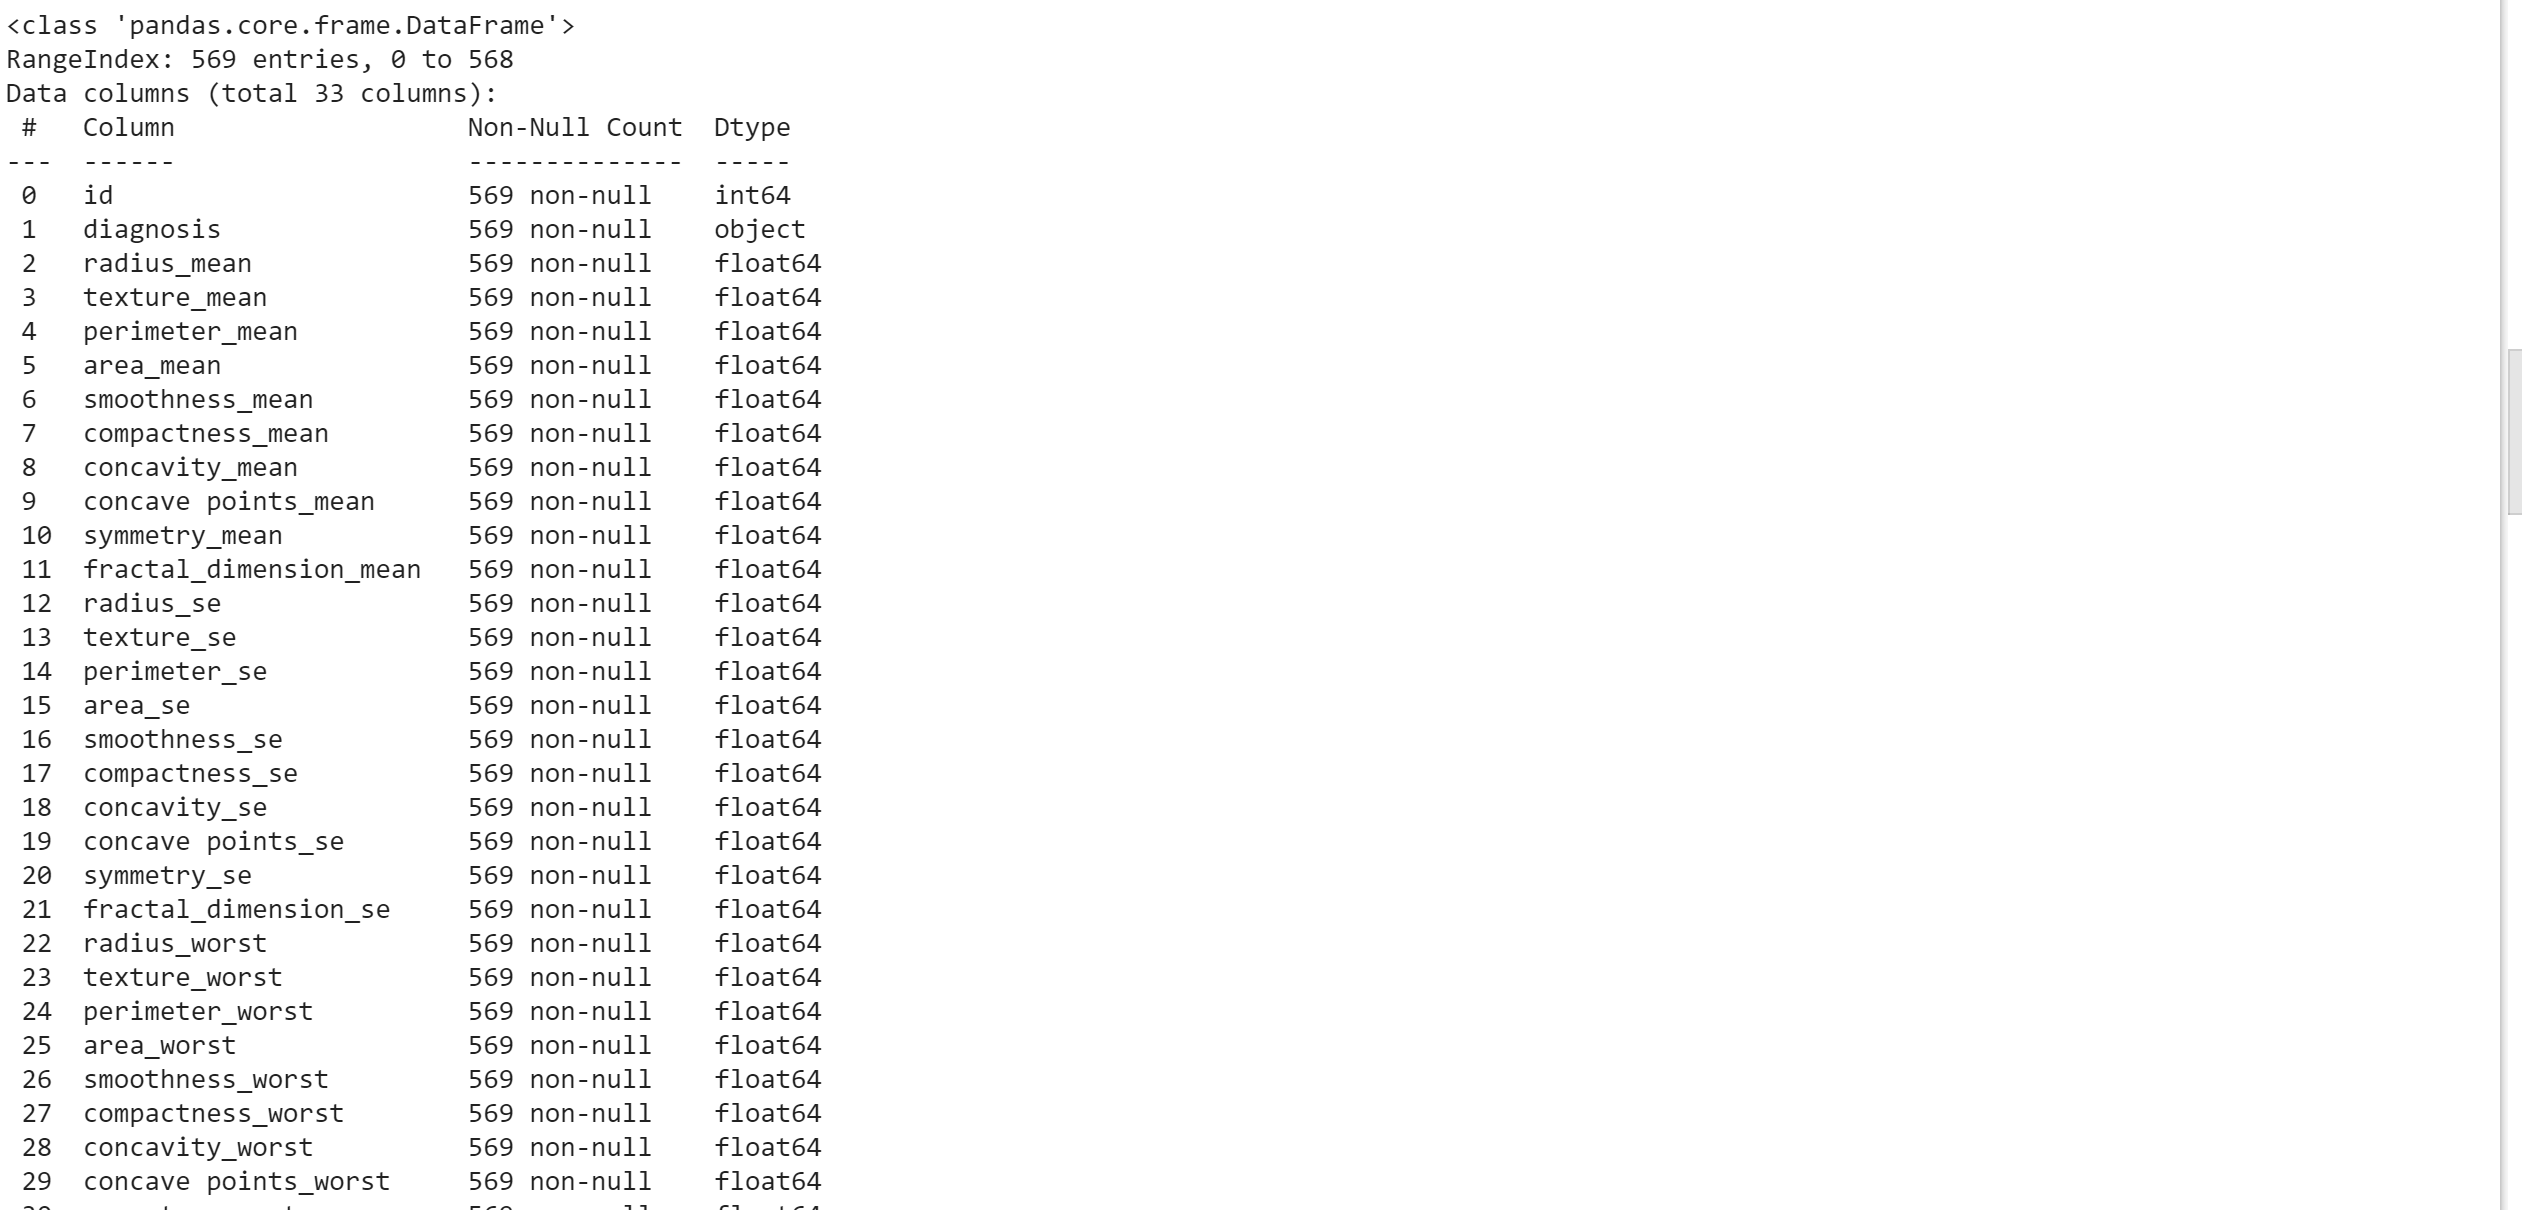 <class 'pandas.core.frame.DataFrame'>
RangeIndex: 569 entries, 0 to 568
Data columns (total 33 columns):
 #   Column                   Non-Null Count  Dtype
---  ------                   --------------  -----
 0   id                       569 non-null    int64
 1   diagnosis                569 non-null    object
 2   radius_mean              569 non-null    float64
 3   texture_mean             569 non-null    float64
 4   perimeter_mean           569 non-null    float64
 5   area_mean                569 non-null    float64
 6   smoothness_mean          569 non-null    float64
 7   compactness_mean         569 non-null    float64
 8   concavity_mean           569 non-null    float64
 9   concave points_mean      569 non-null    float64
 10  symmetry_mean            569 non-null    float64
 11  fractal_dimension_mean   569 non-null    float64
 12  radius_se                569 non-null    float64
 13  texture_se               569 non-null    float64
 14  perimeter_se             569 non-null    float64
 15  area_se                  569 non-null    float64
 16  smoothness_se            569 non-null    float64
 17  compactness_se           569 non-null    float64
 18  concavity_se             569 non-null    float64
 19  concave points_se        569 non-null    float64
 20  symmetry_se              569 non-null    float64
 21  fractal_dimension_se     569 non-null    float64
 22  radius_worst             569 non-null    float64
 23  texture_worst            569 non-null    float64
 24  perimeter_worst          569 non-null    float64
 25  area_worst               569 non-null    float64
 26  smoothness_worst         569 non-null    float64
 27  compactness_worst        569 non-null    float64
 28  concavity_worst          569 non-null    float64
 29  concave points_worst     569 non-null    float64